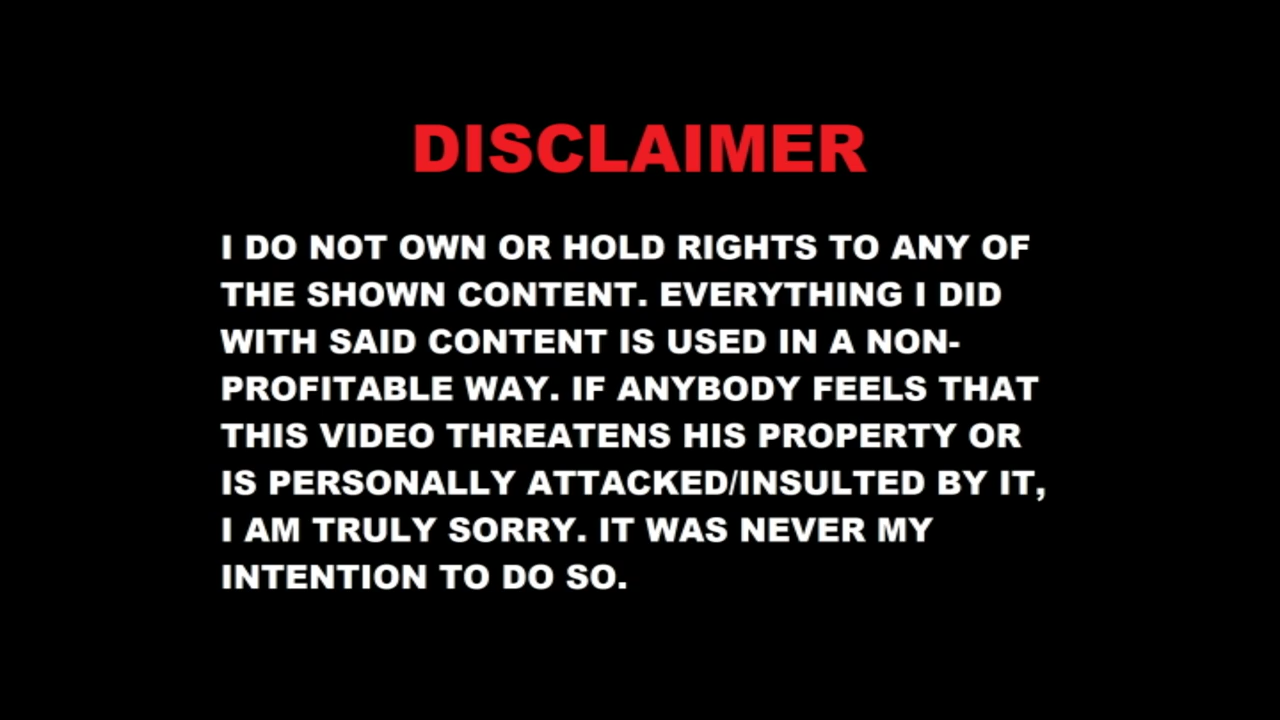 DISCLAIMER
I DO NOT OWN OR HOLD RIGHTS TO ANY OF
THE SHOWN CONTENT. EVERYTHING I DID
WITH SAID CONTENT IS USED IN A NON-
PROFITABLE WAY. IF ANYBODY FEELS THAT
THIS VIDEO THREATENS HIS PROPERTY OR
IS PERSONALLY ATTACKED/INSULTED BY IT,
I AM TRULY SORRY. IT WAS NEVER MY
INTENTION TO DO SO.